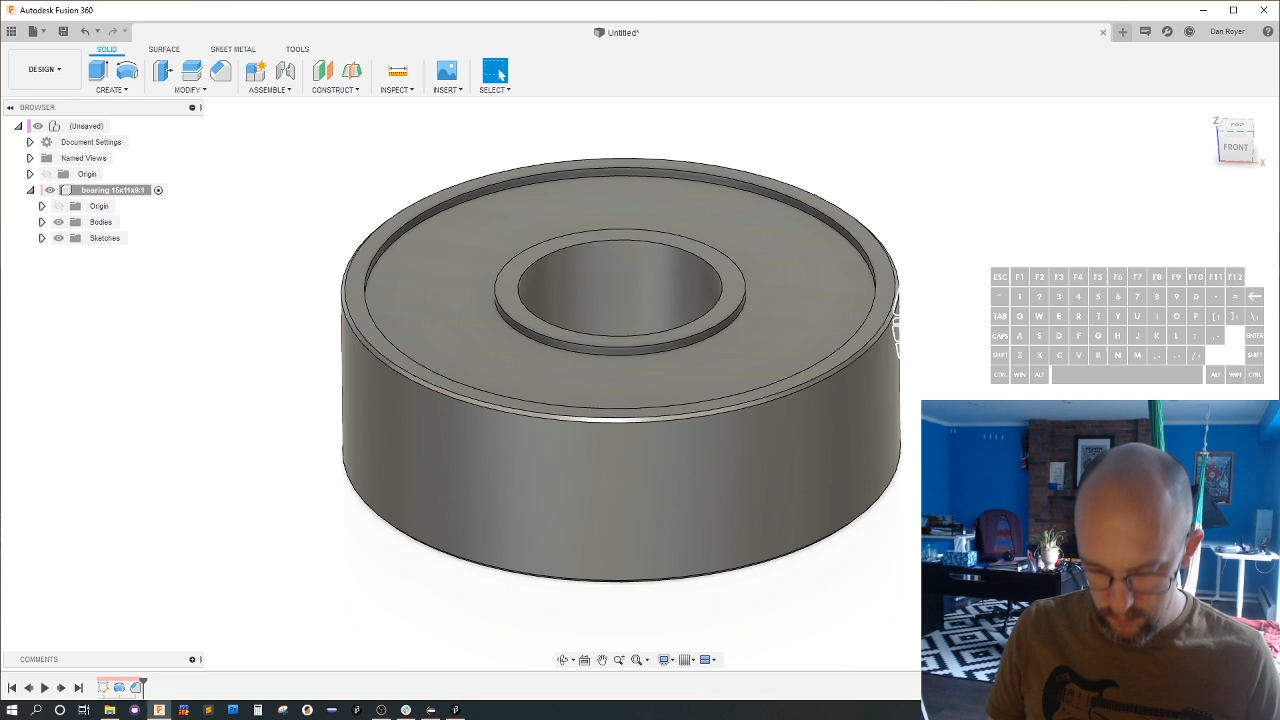 Autodesk Fusion 360
Untitled*
Dan Royer
SOLID SURFACE SHEET METAL TOOLS
DESIGN
CREATE MODIFY ASSEMBLE CONSTRUCT INSPECT INSERT SELECT
BROWSER
(Unsaved)
Document Settings
Named Views
Origin
bearing 15x11x9:1
Origin
Bodies
Sketches
Z
FRONT
X
ESC F1 F2 F3 F4 F5 F6 F7 F8 F9 F10 F11 F12
1 2 3 4 5 6 7 8 9 0 - =
TAB Q W E R T Y U I O P [ ] \
CAPS A S D F G H J K L ENTER
SHIFT Z X C V B N M / SHIFT
CTRL WIN ALT ALT WIN CTRL
COMMENTS